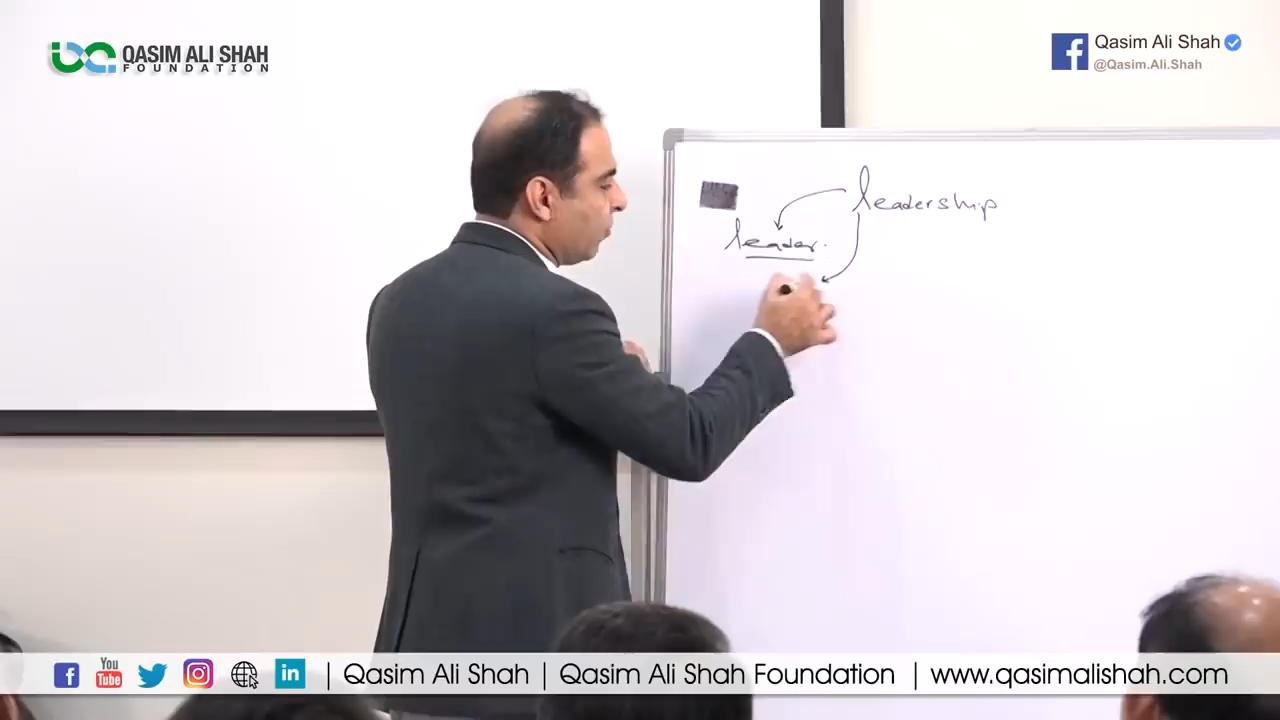 QASIM ALI SHAH
FOUNDATION
Qasim Ali Shah
@Qasim.Ali.Shah
leadership
leader.
You
Tube
| Qasim Ali Shah | Qasim Ali Shah Foundation | www.qasimalishah.com